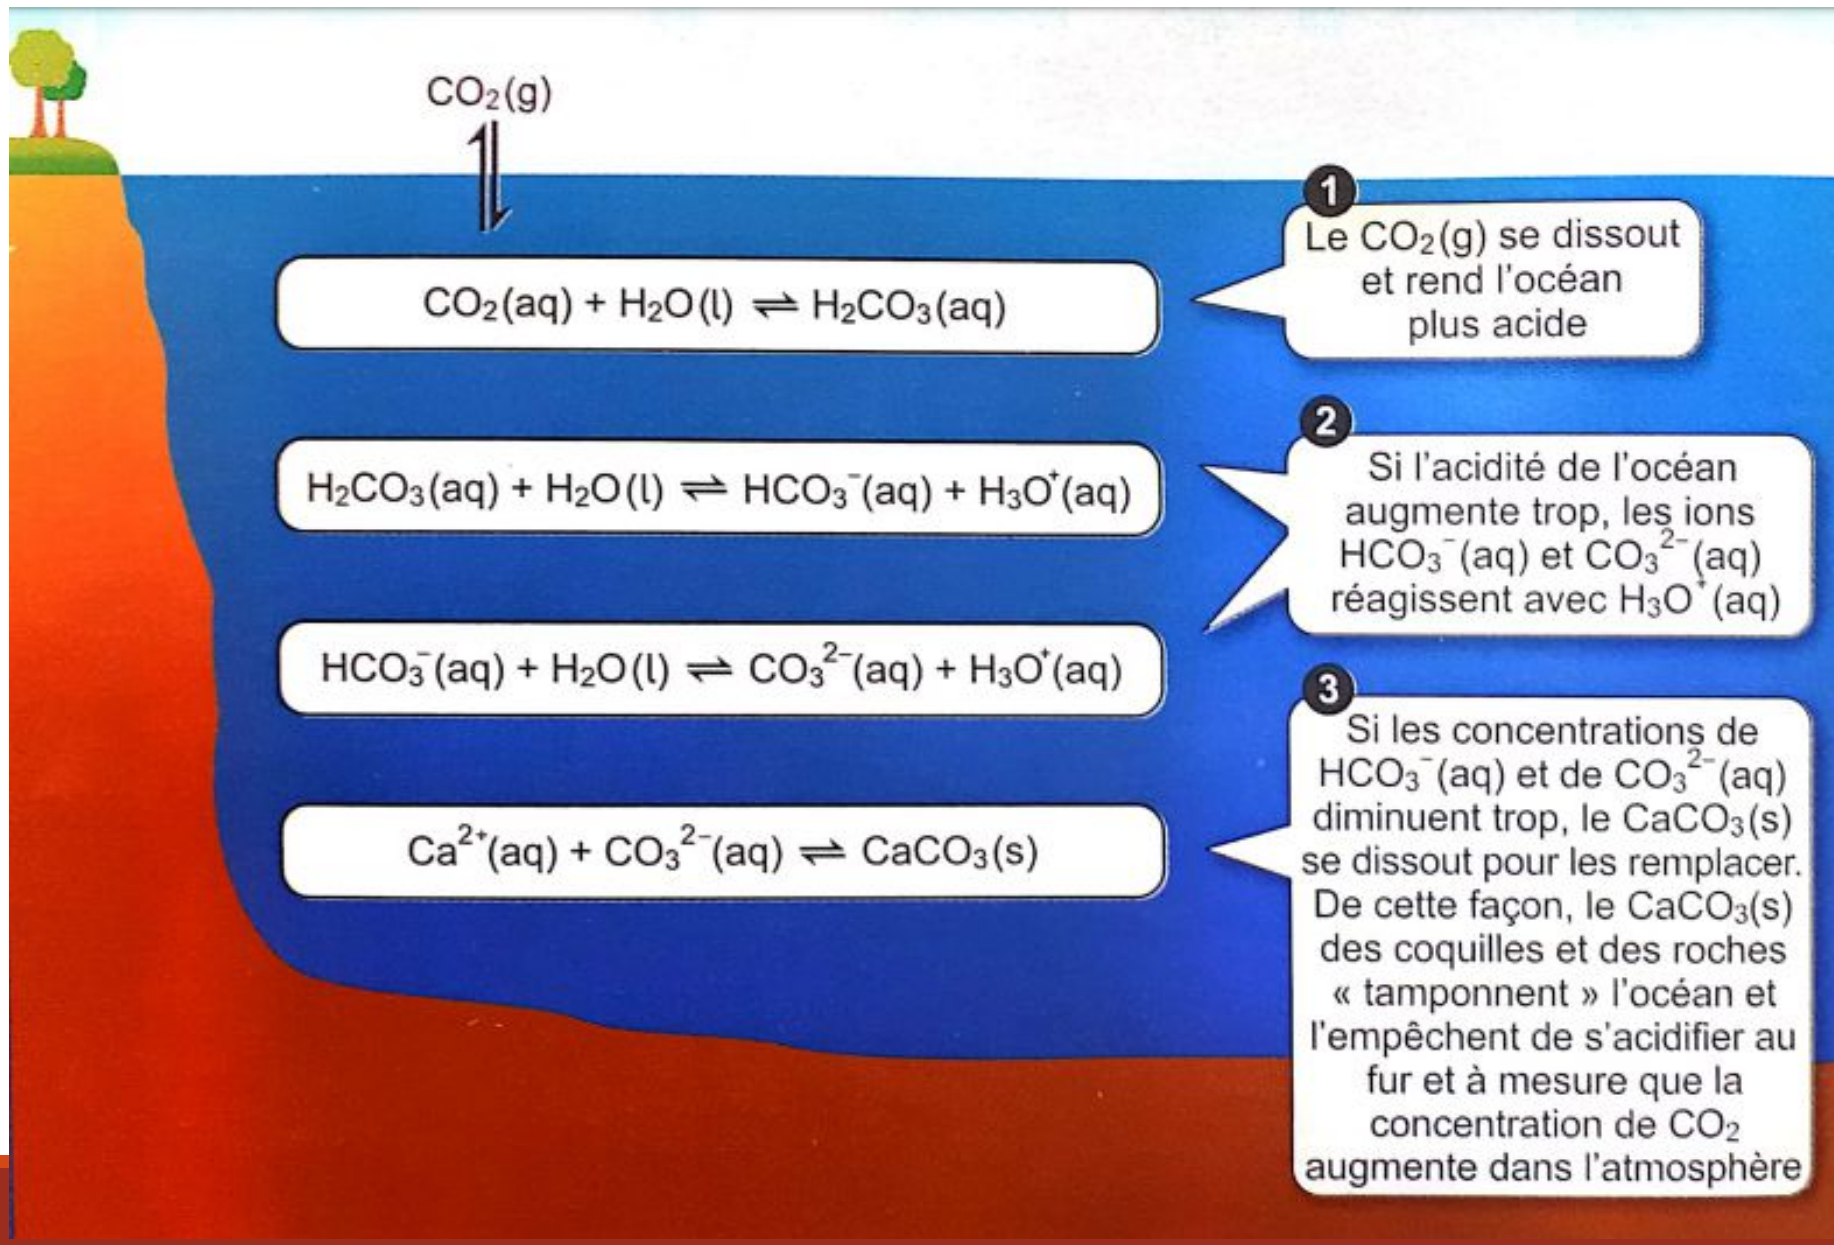 CO₂(g)
CO₂(aq) + H₂O(l) ⇌ H₂CO₃(aq)
1
Le CO₂(g) se dissout
et rend l'océan
plus acide
H₂CO₃(aq) + H₂O(l) ⇌ HCO₃⁻(aq) + H₃O⁺(aq)
2
Si l'acidité de l'océan
augmente trop, les ions
HCO₃⁻(aq) et CO₃²⁻(aq)
réagissent avec H₃O⁺(aq)
HCO₃⁻(aq) + H₂O(l) ⇌ CO₃²⁻(aq) + H₃O⁺(aq)
Ca²⁺(aq) + CO₃²⁻(aq) ⇌ CaCO₃(s)
3
Si les concentrations de
HCO₃⁻(aq) et de CO₃²⁻(aq)
diminuent trop, le CaCO₃(s)
se dissout pour les remplacer.
De cette façon, le CaCO₃(s)
des coquilles et des roches
« tamponnent » l'océan et
l'empêchent de s'acidifier au
fur et à mesure que la
concentration de CO₂
augmente dans l'atmosphère